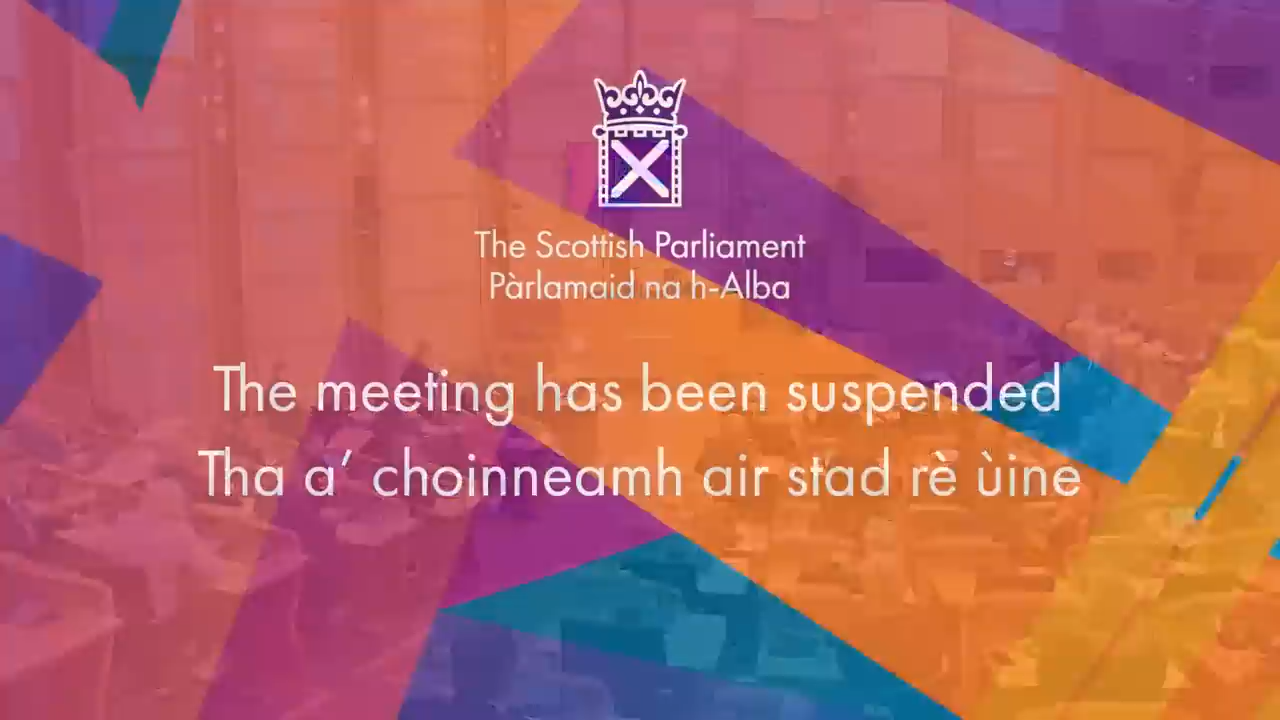 The Scottish Parliament
Pàrlamaid na h-Alba
The meeting has been suspended
Tha a’ choinneamh air stad rè ùine